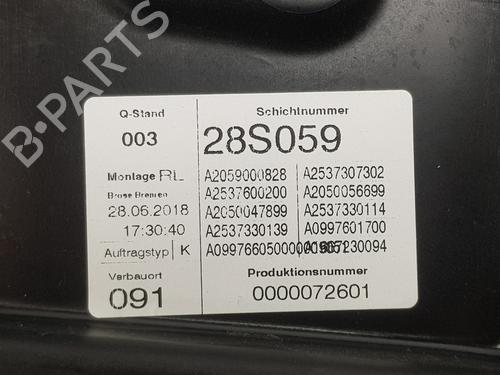 B-PARTS
Q-Stand
003
Schichtnummer
28S059
Montage RL
Brose Bremen
28.06.2018
17:30:40
Auftragstyp K
Verbauort
091
A2059000828 A2537307302
A2537600200 A2050056699
A2050047899 A2537330114
A2537330139 A0997601700
Produktionsnummer
0000072601